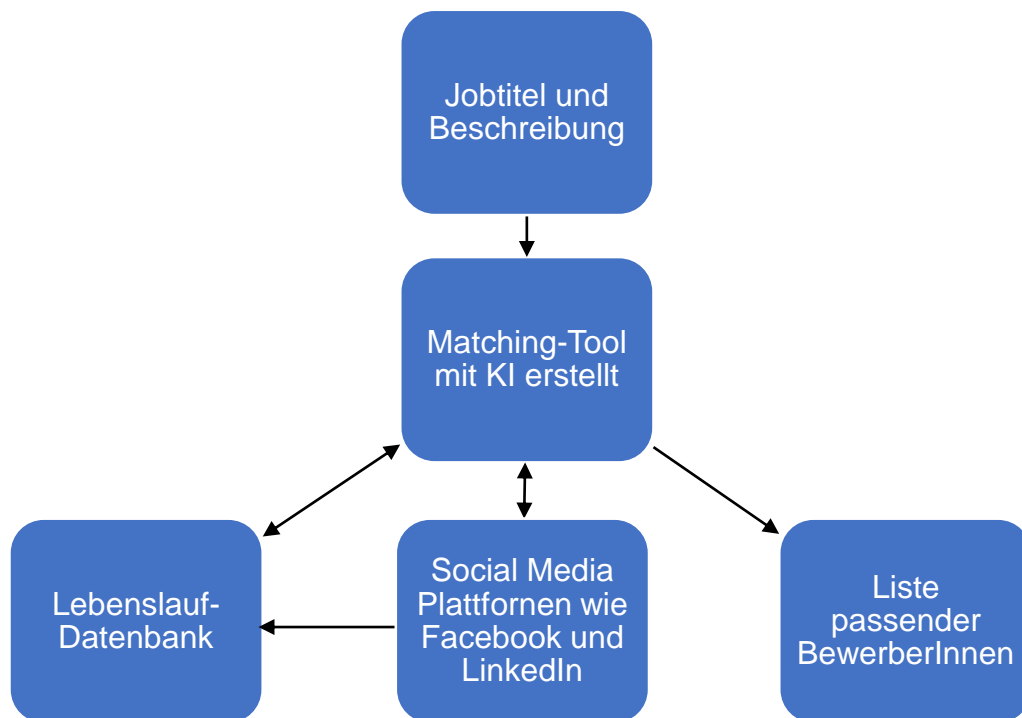 Jobtitel und
Beschreibung
Matching-Tool
mit KI erstellt
Lebenslauf-
Datenbank
Social Media
Plattfornen wie
Facebook und
LinkedIn
Liste
passender
BewerberInnen